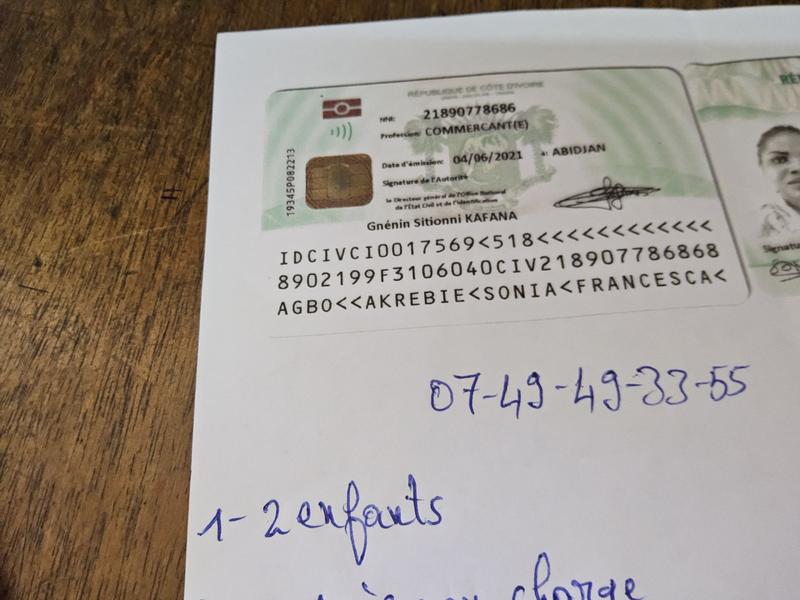 RÉPUBLIQUE DE CÔTE D'IVOIRE
NNI: 21890778686
Profession: COMMERCANT(E)
Date d'émission: 04/06/2021 à: ABIDJAN
Signature de l'Autorité
Le Directeur général de l'Office National
de l'État Civil et de l'Identification
Gnénin Sitionni KAFANA
19345P082213
IDCIVCI0017569<518<<<<<<<<<<<<
8902199F3106040CIV218907786868
AGBO<<AKREBIE<SONIA<FRANCESCA<
07-49-49-33-55
1- 2 enfants
charge